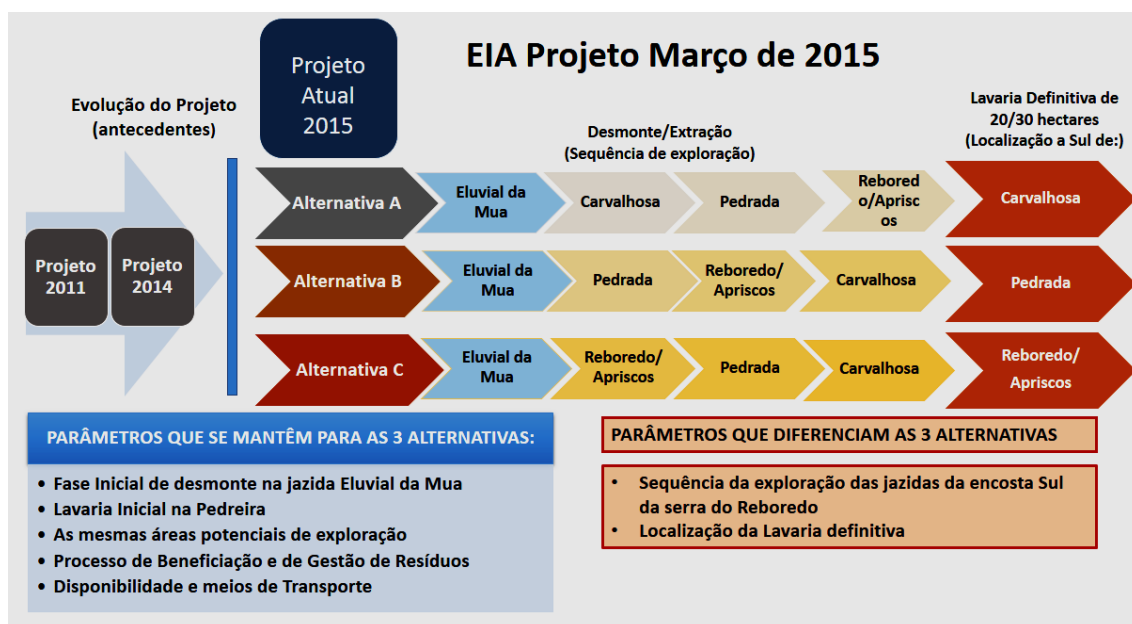 EIA Projeto Março de 2015
Projeto
Atual
2015
Evolução do Projeto
(antecedentes)
Desmonte/Extração
(Sequência de exploração)
Lavaria Definitiva de
20/30 hectares
(Localização a Sul de:)
Projeto
2011
Projeto
2014
Alternativa A
Eluvial da
Mua
Carvalhosa
Pedrada
Rebored
o/Aprisc
os
Carvalhosa
Alternativa B
Eluvial da
Mua
Pedrada
Reboredo/
Apriscos
Carvalhosa
Pedrada
Alternativa C
Eluvial da
Mua
Reboredo/
Apriscos
Pedrada
Carvalhosa
Reboredo/
Apriscos
PARÂMETROS QUE SE MANTÊM PARA AS 3 ALTERNATIVAS:
• Fase Inicial de desmonte na jazida Eluvial da Mua
• Lavaria Inicial na Pedreira
• As mesmas áreas potenciais de exploração
• Processo de Beneficiação e de Gestão de Resíduos
• Disponibilidade e meios de Transporte
PARÂMETROS QUE DIFERENCIAM AS 3 ALTERNATIVAS
• Sequência da exploração das jazidas da encosta Sul
da serra do Reboredo
• Localização da Lavaria definitiva